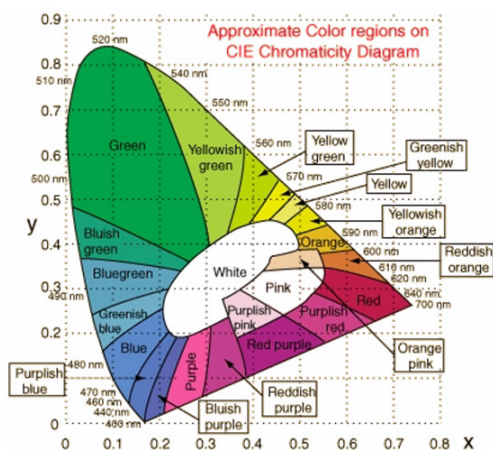 Approximate Color regions on
CIE Chromaticity Diagram
0.9
0.8
0.7
0.6
0.5
y
0.4
0.3
0.2
0.1
0
0
0.1
0.2
0.3
0.4
0.5
0.6
0.7
0.8
x
520 nm
510 nm
540 nm
550 nm
560 nm
570 nm
580 nm
590 nm
600 nm
610 nm
620 nm
640 nm
700 nm
500 nm
490 nm
480 nm
470 nm
460 nm
440 nm
Green
Yellowish
green
Yellow
green
Greenish
yellow
Yellow
Yellowish
orange
Orange
Reddish
orange
Bluish
green
Bluegreen
Greenish
blue
Blue
Purplish
blue
White
Pink
Purplish
pink
Purplish
red
Red
Orange
pink
Red purple
Reddish
purple
Purple
Bluish
purple